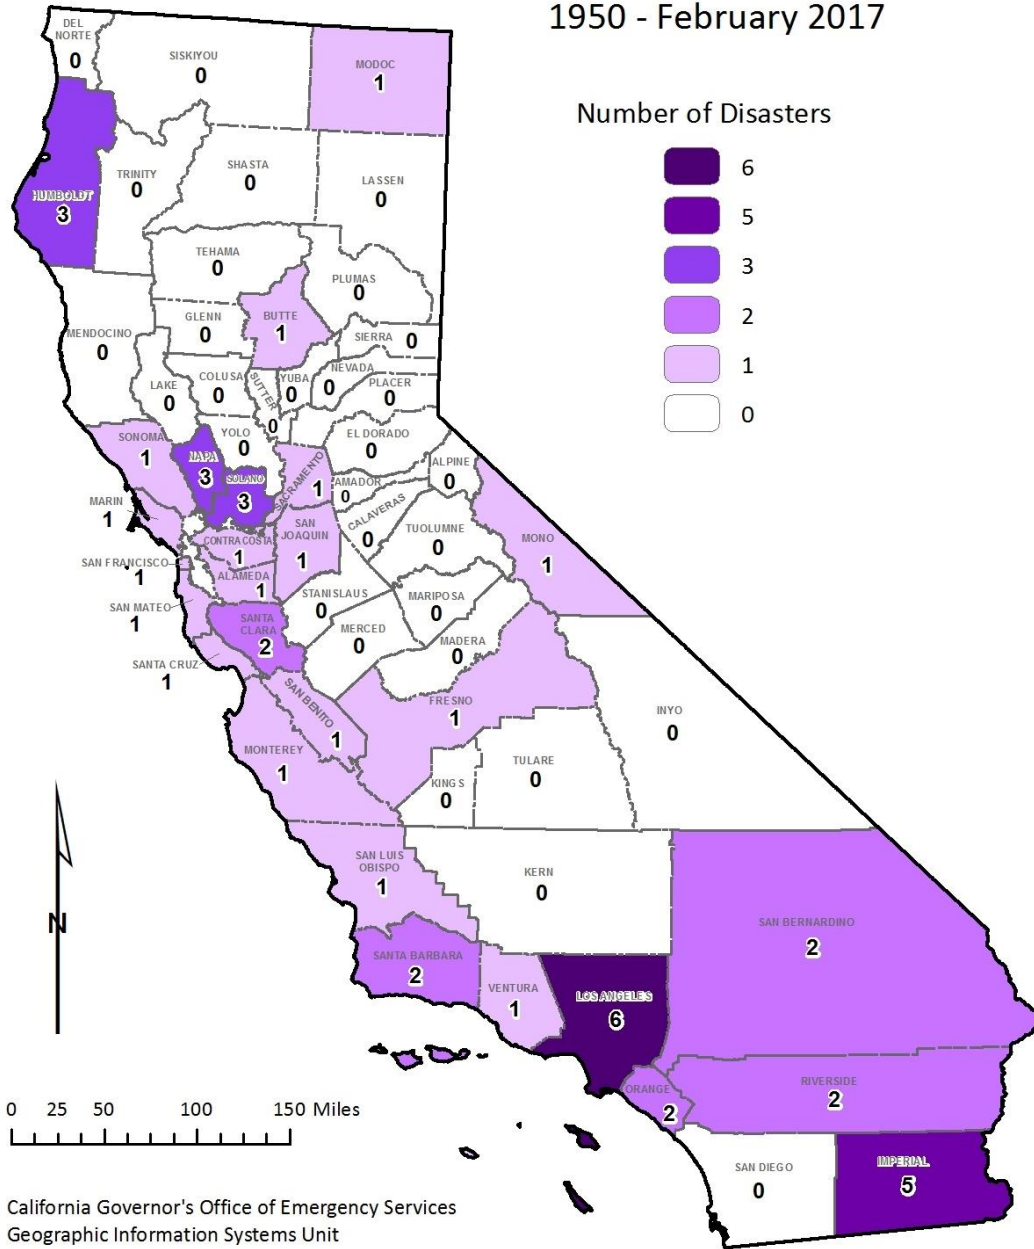 1950 - February 2017
Number of Disasters
6
5
3
2
1
0
DEL
NORTE
0
SISKIYOU
0
MODOC
1
HUMBOLDT
3
TRINITY
0
SHASTA
0
LASSEN
0
TEHAMA
0
PLUMAS
0
MENDOCINO
0
GLENN
0
BUTTE
1
SIERRA 0
LAKE
0
COLUSA
0
SUTTER
0
YUBA
0
NEVADA
0
PLACER
0
SONOMA
1
NAPA
3
YOLO
0
SOLANO
3
SACRAMENTO
1
EL DORADO
0
AMADOR
0
ALPINE
0
MARIN
1
CONTRA COSTA
1
SAN
JOAQUIN
1
CALAVERAS
0
TUOLUMNE
0
MONO
1
SAN FRANCISCO
1
ALAMEDA
1
STANISLAUS
0
MARIPOSA
0
SAN MATEO
1
SANTA
CLARA
2
MERCED
0
MADERA
0
SANTA CRUZ
1
SAN BENITO
1
FRESNO
1
INYO
0
MONTEREY
1
KINGS
0
TULARE
0
SAN LUIS
OBISPO
1
KERN
0
SAN BERNARDINO
2
SANTA BARBARA
2
VENTURA
1
LOS ANGELES
6
ORANGE
2
RIVERSIDE
2
SAN DIEGO
0
IMPERIAL
5
N
0 25 50 100 150 Miles
California Governor's Office of Emergency Services
Geographic Information Systems Unit